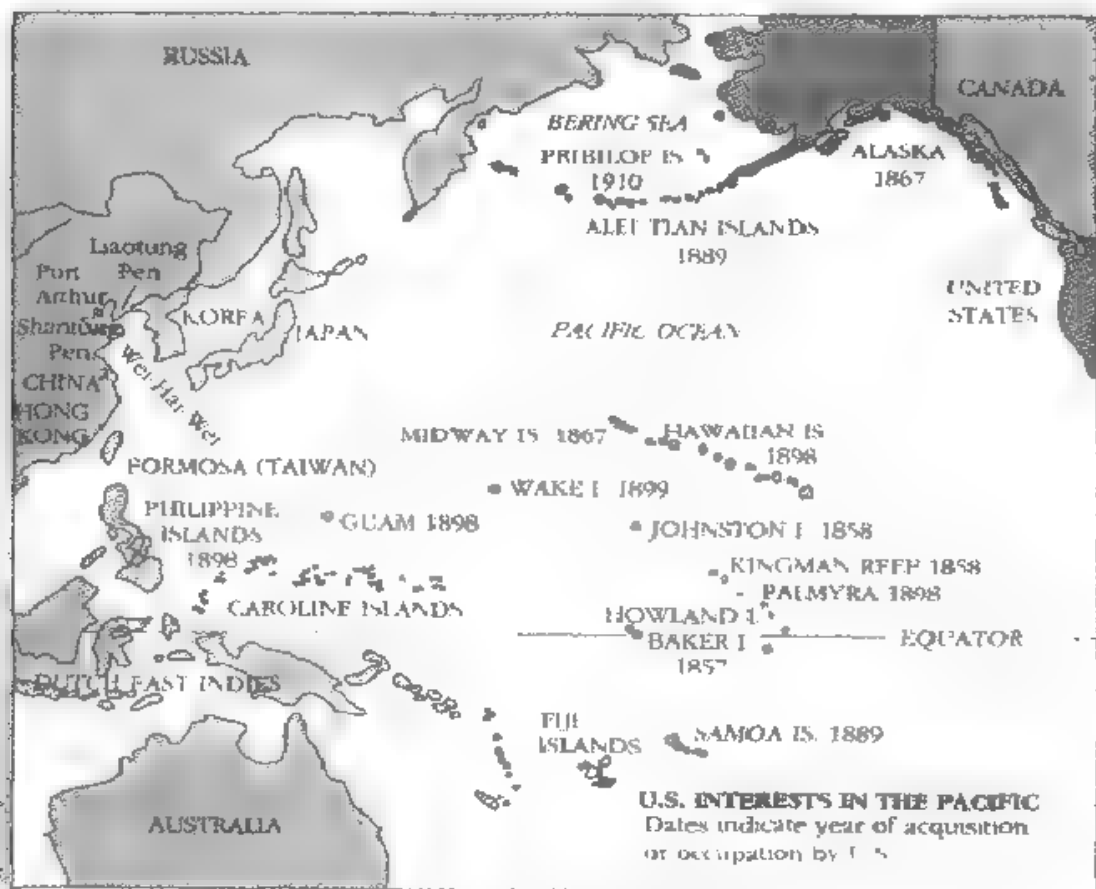 RUSSIA
CANADA
BERING SEA
PRIBILOP IS.
1910
ALASKA
1867
ALEUTIAN ISLANDS
1889
Liaotung
Pen
Port
Arthur
Shantung
Pen.
KOREA
JAPAN
UNITED
STATES
PACIFIC OCEAN
CHINA
Wei-Hai-Wei
HONG
KONG
MIDWAY IS. 1867
HAWAIIAN IS.
1898
FORMOSA (TAIWAN)
WAKE I. 1899
PHILIPPINE
ISLANDS
1898
GUAM 1898
JOHNSTON I. 1858
KINGMAN REEF 1858
PALMYRA 1898
CAROLINE ISLANDS
HOWLAND I.
BAKER I.
1857
EQUATOR
DUTCH EAST INDIES
FIJI
ISLANDS
SAMOA IS. 1889
AUSTRALIA
U.S. INTERESTS IN THE PACIFIC
Dates indicate year of acquisition
or occupation by U.S.